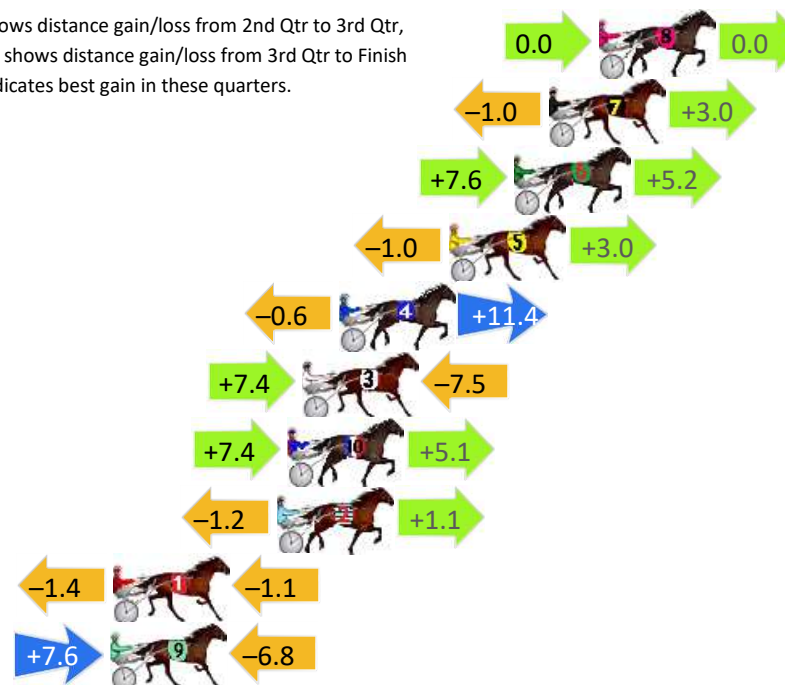 ows distance gain/loss from 2nd Qtr to 3rd Qtr,
shows distance gain/loss from 3rd Qtr to Finish
dicates best gain in these quarters.
0.0 8 0.0
–1.0 7 +3.0
+7.6 6 +5.2
–1.0 5 +3.0
–0.6 4 +11.4
+7.4 3 –7.5
+7.4 10 +5.1
–1.2 2 +1.1
–1.4 1 –1.1
+7.6 9 –6.8